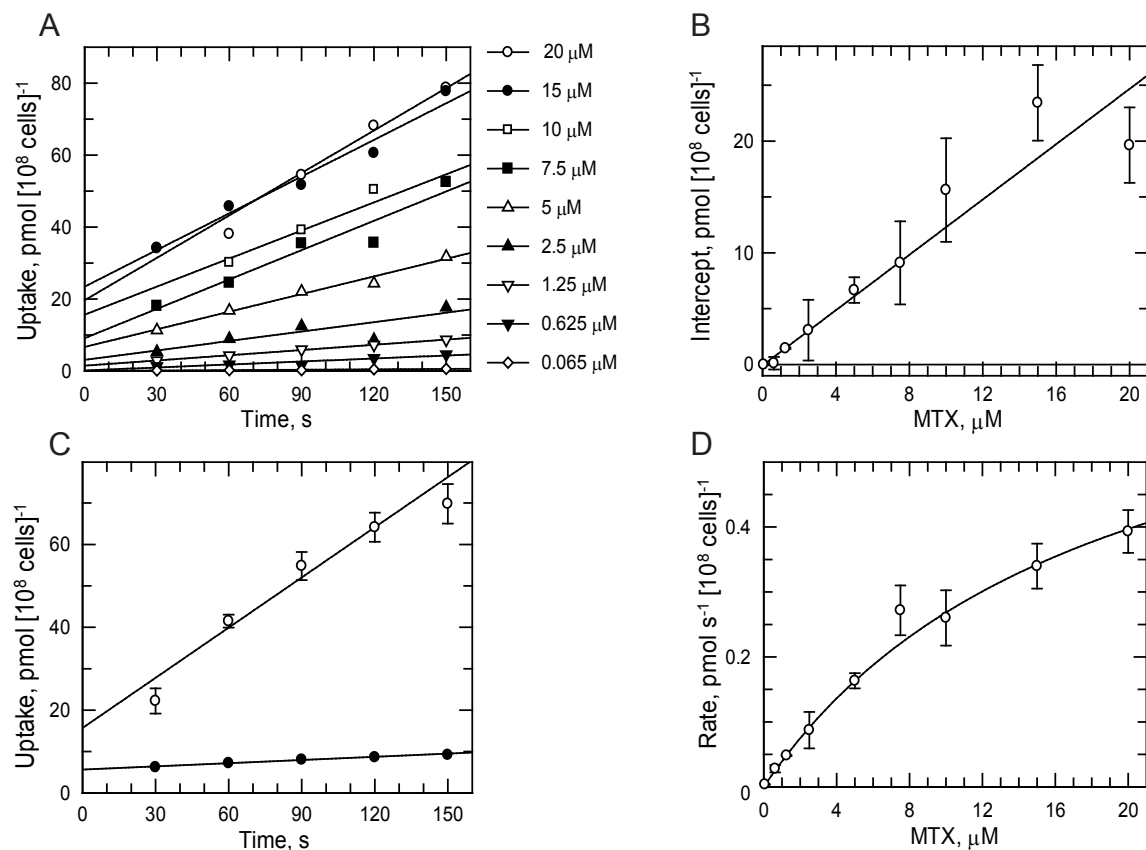 A
Uptake, pmol [10⁸ cells]⁻¹
80
60
40
20
0
0 30 60 90 120 150
Time, s
20 μM
15 μM
10 μM
7.5 μM
5 μM
2.5 μM
1.25 μM
0.625 μM
0.065 μM
B
Intercept, pmol [10⁸ cells]⁻¹
20
10
0
0 4 8 12 16 20
MTX, μM
C
Uptake, pmol [10⁸ cells]⁻¹
60
40
20
0
0 30 60 90 120 150
Time, s
D
Rate, pmol s⁻¹ [10⁸ cells]⁻¹
0.4
0.2
0
0 4 8 12 16 20
MTX, μM